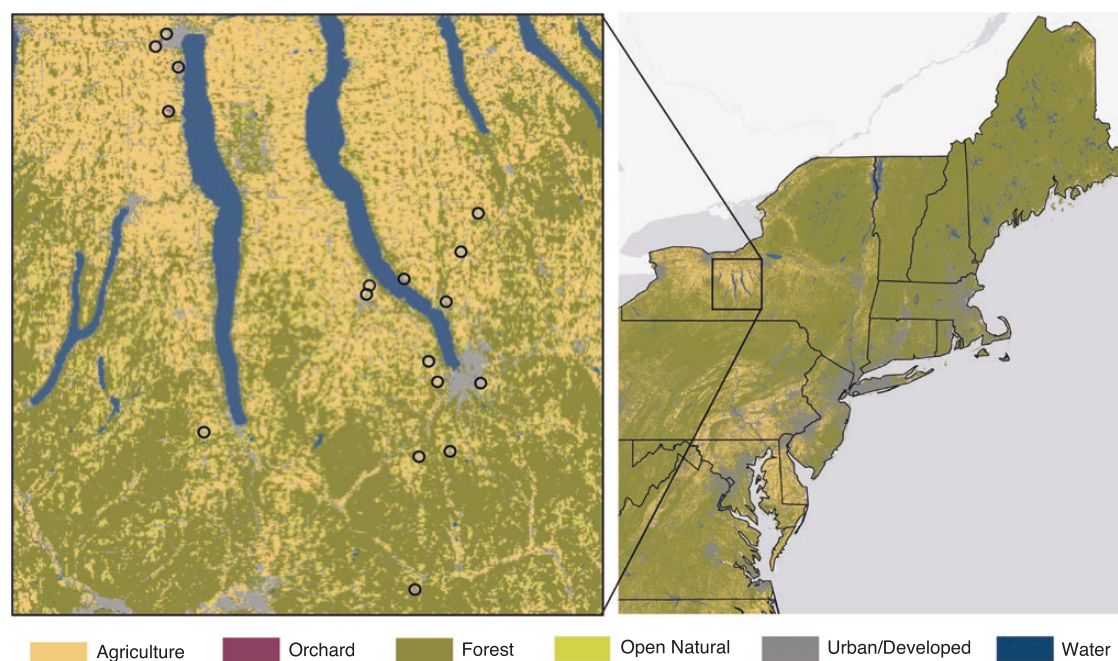 Agriculture
Orchard
Forest
Open Natural
Urban/Developed
Water